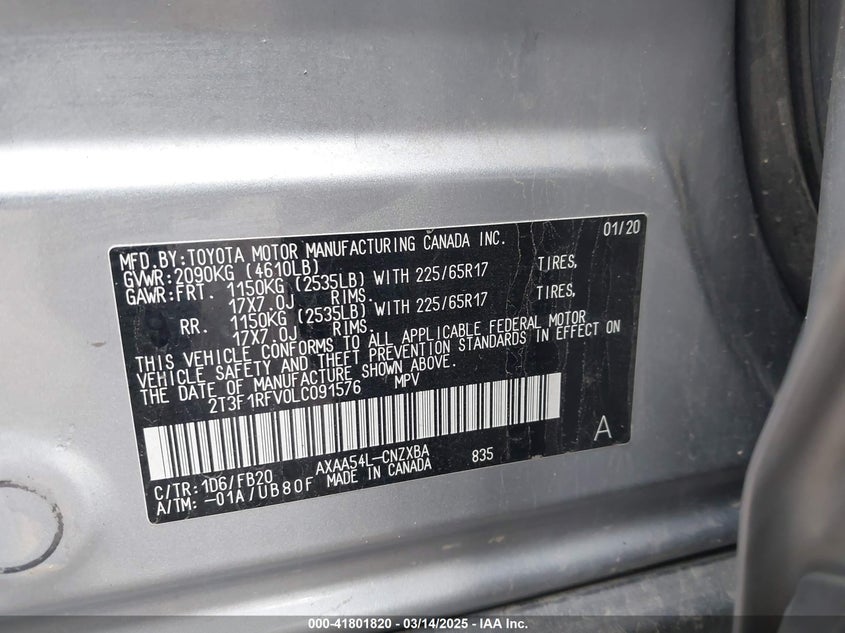 MFD.BY:TOYOTA MOTOR MANUFACTURING CANADA INC. 01/20
GVWR:2090KG (4610LB)
GAWR:FRT. 1150KG (2535LB) WITH 225/65R17 TIRES,
17X7.0J RIMS.
RR. 1150KG (2535LB) WITH 225/65R17 TIRES,
17X7.0J RIMS.
THIS VEHICLE CONFORMS TO ALL APPLICABLE FEDERAL MOTOR
VEHICLE SAFETY AND THEFT PREVENTION STANDARDS IN EFFECT ON
THE DATE OF MANUFACTURE SHOWN ABOVE.
2T3F1RFV0LC091576 MPV
A
C/TR:1D6/FB20 AXAA54L-CNZXBA 835
A/TM:-01A/UB80F MADE IN CANADA
000-41801820 - 03/14/2025 - IAA Inc.